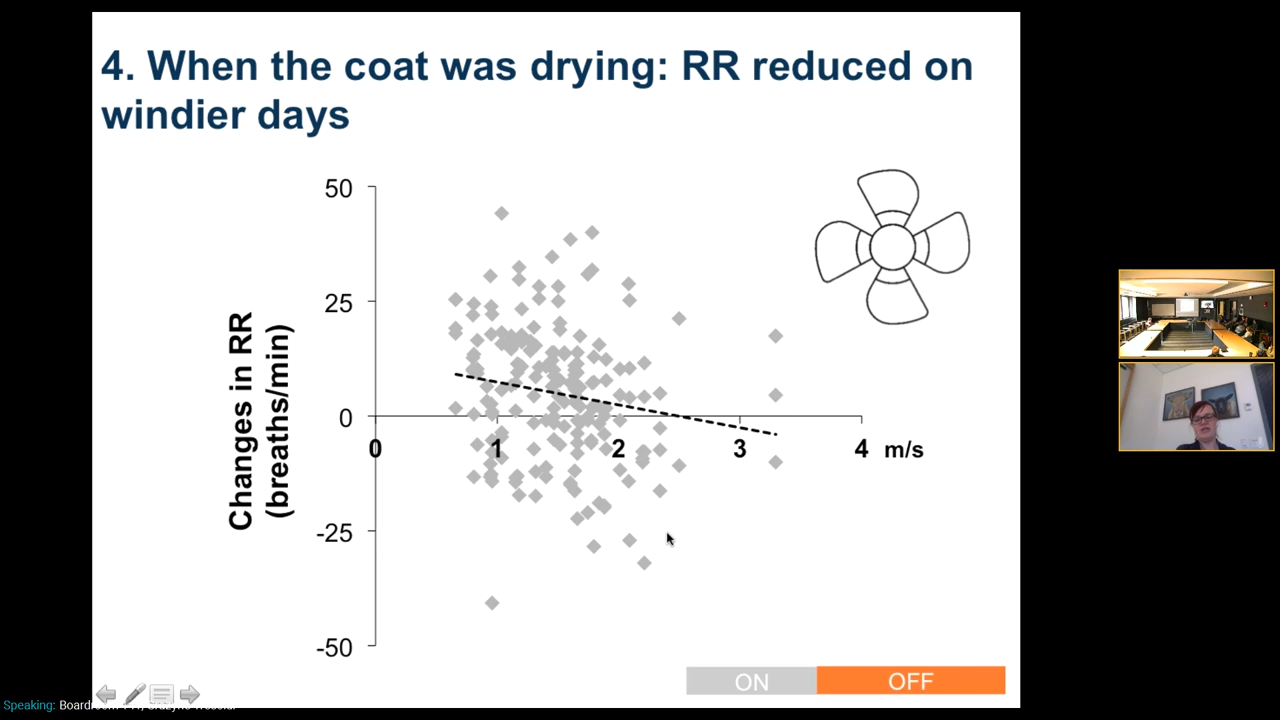 4. When the coat was drying: RR reduced on
windier days
50
25
0
-25
-50
Changes in RR
(breaths/min)
0 1 2 3 4 m/s
ON OFF
Speaking: